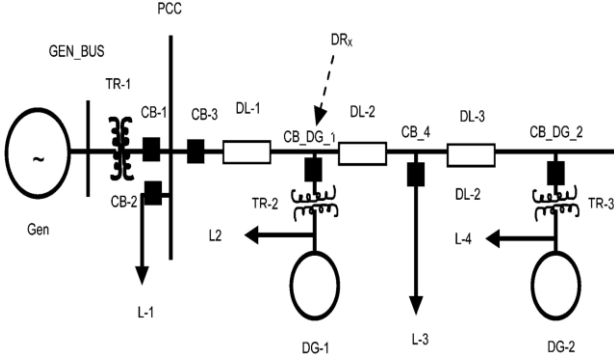 PCC
DRx
GEN_BUS
TR-1
CB-1
CB-3
DL-1
CB_DG_1
DL-2
CB_4
DL-3
CB_DG_2
~
CB-2
TR-2
DL-2
TR-3
Gen
L2
L-4
L-1
L-3
DG-1
DG-2